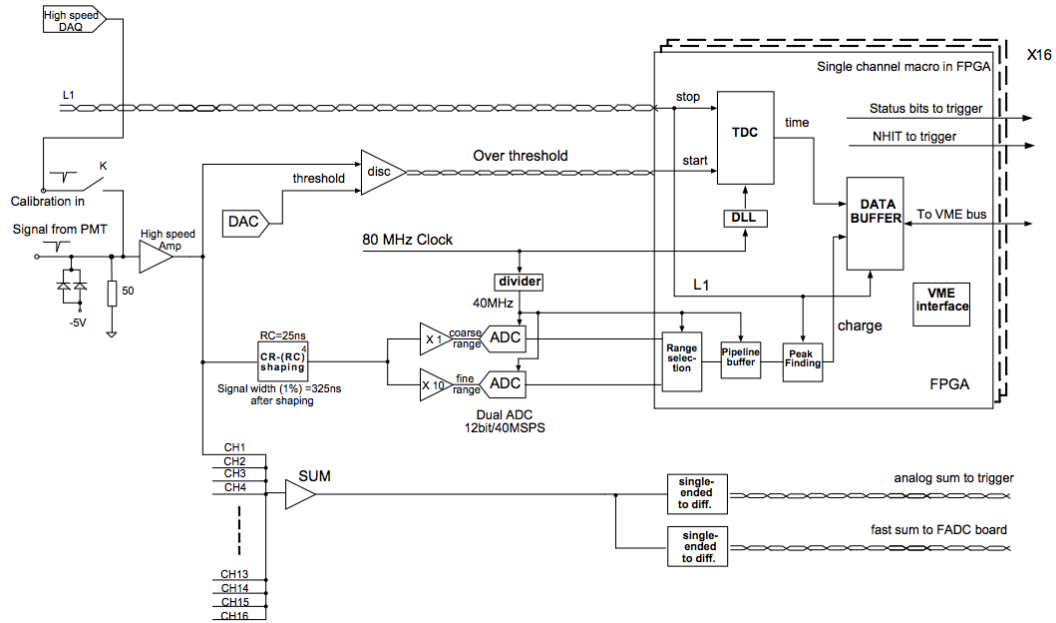 High speed
DAQ
X16
Single channel macro in FPGA
L1
stop
TDC
time
Status bits to trigger
NHIT to trigger
K
Over threshold
disc
start
threshold
Calibration in
DAC
DATA
BUFFER
To VME bus
Signal from PMT
High speed
Amp
DLL
80 MHz Clock
divider
50
40MHz
L1
VME
interface
-5V
charge
RC=25ns
X 1
coarse
range
ADC
CR-(RC)4
shaping
Range
selec-
tion
Pipeline
buffer
Peak
Finding
Signal width (1%) =325ns
after shaping
X 10
fine
range
ADC
FPGA
Dual ADC
12bit/40MSPS
CH1
CH2
CH3
CH4
SUM
single-
ended
to diff.
analog sum to trigger
single-
ended
to diff.
fast sum to FADC board
CH13
CH14
CH15
CH16